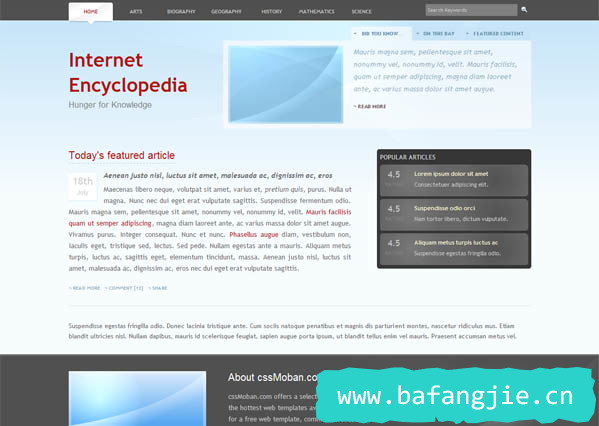 HOME ARTS BIOGRAPHY GEOGRAPHY HISTORY MATHEMATICS SCIENCE Search Keywords
DID YOU KNOW... ON THIS DAY FEATURED CONTENT
Internet
Encyclopedia
Hunger for Knowledge
Mauris magna sem, pellentesque sit amet,
nonummy vel, nonummy id, velit. Mauris facilisis,
quam ut semper adipiscing, magna diam laoreet
ante, ac varius massa dolor sit amet augue.
READ MORE
Today's featured article
18th
July
Aenean justo nisl, luctus sit amet, malesuada ac, dignissim ac, eros
Maecenas libero neque, volutpat sit amet, varius et, pretium quis, purus. Nulla ut
magna. Nunc nec dui eget erat vulputate sagittis. Suspendisse fermentum odio.
Mauris magna sem, pellentesque sit amet, nonummy vel, nonummy id, velit. Mauris facilisis
quam ut semper adipiscing, magna diam laoreet ante, ac varius massa dolor sit amet augue.
Vivamus purus. Integer consequat. Nunc et nunc. Phasellus augue diam, vestibulum non,
iaculis eget, tristique sed, lectus. Sed pede. Nullam egestas ante a mauris. Aliquam metus
turpis, luctus ac, sagittis eget, elementum tincidunt, massa. Aenean justo nisl, luctus sit
amet, malesuada ac, dignissim ac, eros nec dui eget erat vulputate sagittis.
READ MORE COMMENT [13] SHARE
POPULAR ARTICLES
4.5 Lorem ipsum dolor sit amet
Consectetuer adipiscing elit.
4.5 Suspendisse odio orci
Nam tortor libero, dictum vulputate.
4.5 Aliquam metus turpis luctus ac
Suspendisse egestas fringilla odio.
Suspendisse egestas fringilla odio. Donec lacinia tristique ante. Cum sociis natoque penatibus et magnis dis parturient montes, nascetur ridiculus mus. Etiam
blandit ultricies nisl. Nullam dapibus, mauris id scelerisque feugiat, sapien augue porta ipsum, ut blandit tellus enim vel mauris. Praesent accumsan metus vel.
About cssMoban.co
cssMoban.com offers a select
the hottest web templates av
for a free web template, comm
www.bafangjie.cn